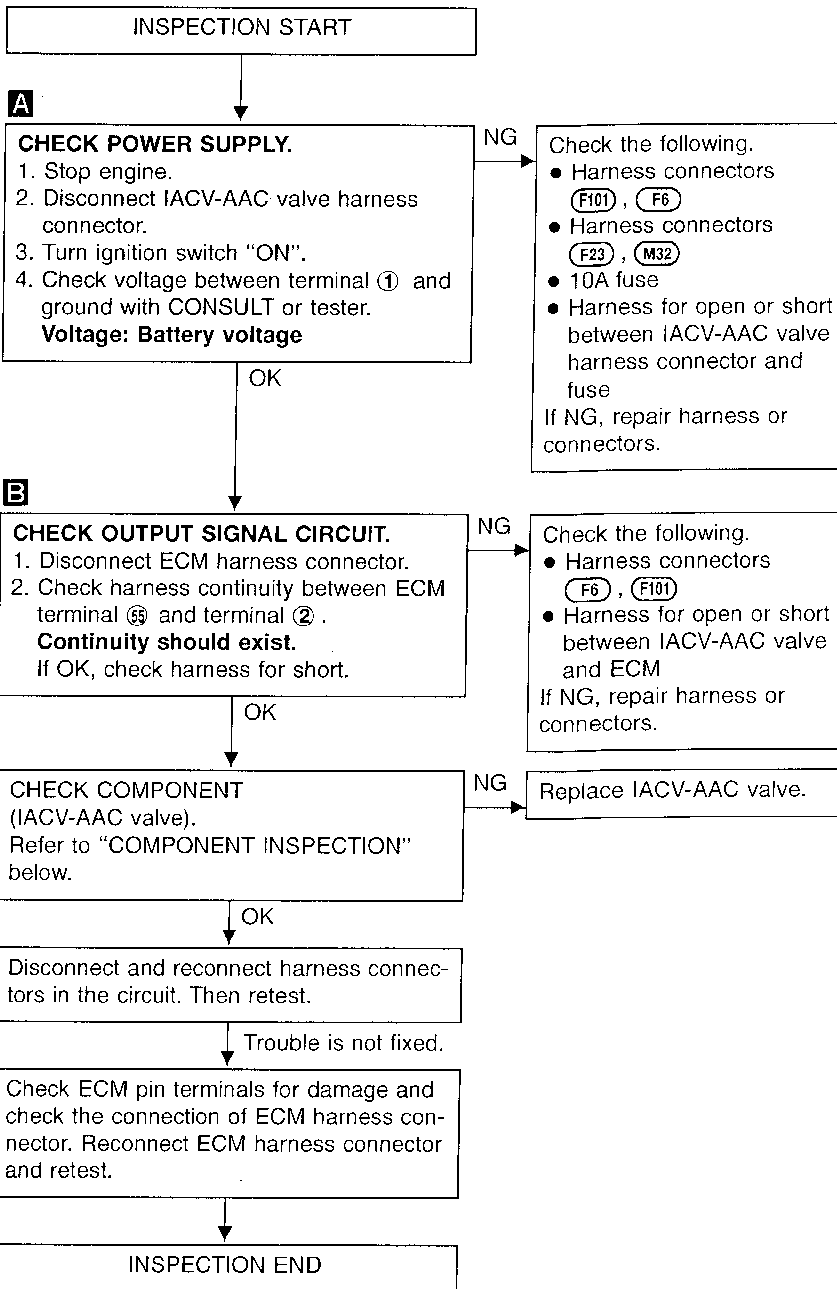 INSPECTION START
A
CHECK POWER SUPPLY.
1. Stop engine.
2. Disconnect IACV-AAC valve harness
connector.
3. Turn ignition switch “ON”.
4. Check voltage between terminal ① and
ground with CONSULT or tester.
Voltage: Battery voltage
NG
Check the following.
● Harness connectors
F101 , F6
● Harness connectors
F23 , M32
● 10A fuse
● Harness for open or short
between IACV-AAC valve
harness connector and
fuse
If NG, repair harness or
connectors.
OK
B
CHECK OUTPUT SIGNAL CIRCUIT.
1. Disconnect ECM harness connector.
2. Check harness continuity between ECM
terminal 55 and terminal ② .
Continuity should exist.
If OK, check harness for short.
NG
Check the following.
● Harness connectors
F6 , F101
● Harness for open or short
between IACV-AAC valve
and ECM
If NG, repair harness or
connectors.
OK
CHECK COMPONENT
(IACV-AAC valve).
Refer to “COMPONENT INSPECTION”
below.
NG
Replace IACV-AAC valve.
OK
Disconnect and reconnect harness connec-
tors in the circuit. Then retest.
Trouble is not fixed.
Check ECM pin terminals for damage and
check the connection of ECM harness con-
nector. Reconnect ECM harness connector
and retest.
INSPECTION END